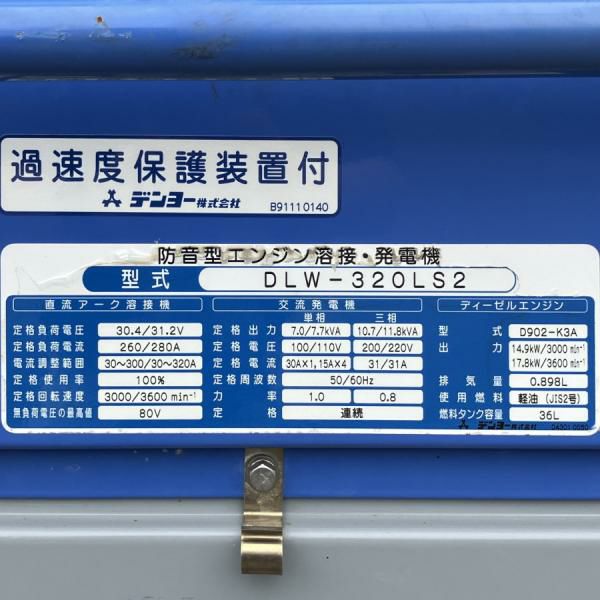 過速度保護装置付
デンヨー株式会社 B91110140
防音型エンジン溶接・発電機
型式 DLW-320LS2
直流アーク溶接機
定格負荷電圧 30.4/31.2V
定格負荷電流 260/280A
電流調整範囲 30~300/30~320A
定格使用率 100%
定格回転速度 3000/3600 min⁻¹
無負荷電圧の最高値 80V
交流発電機
単相 三相
定格出力 7.0/7.7kVA 10.7/11.8kVA
定格電圧 100/110V 200/220V
定格電流 30A×1,15A×4 31/31A
定格周波数 50/60Hz
力率 1.0 0.8
定格 連続
ディーゼルエンジン
型式 D902-K3A
出力 14.9kW/3000 min⁻¹
17.8kW/3600 min⁻¹
排気量 0.898L
使用燃料 軽油 (JIS2号)
燃料タンク容量 36L
デンヨー株式会社